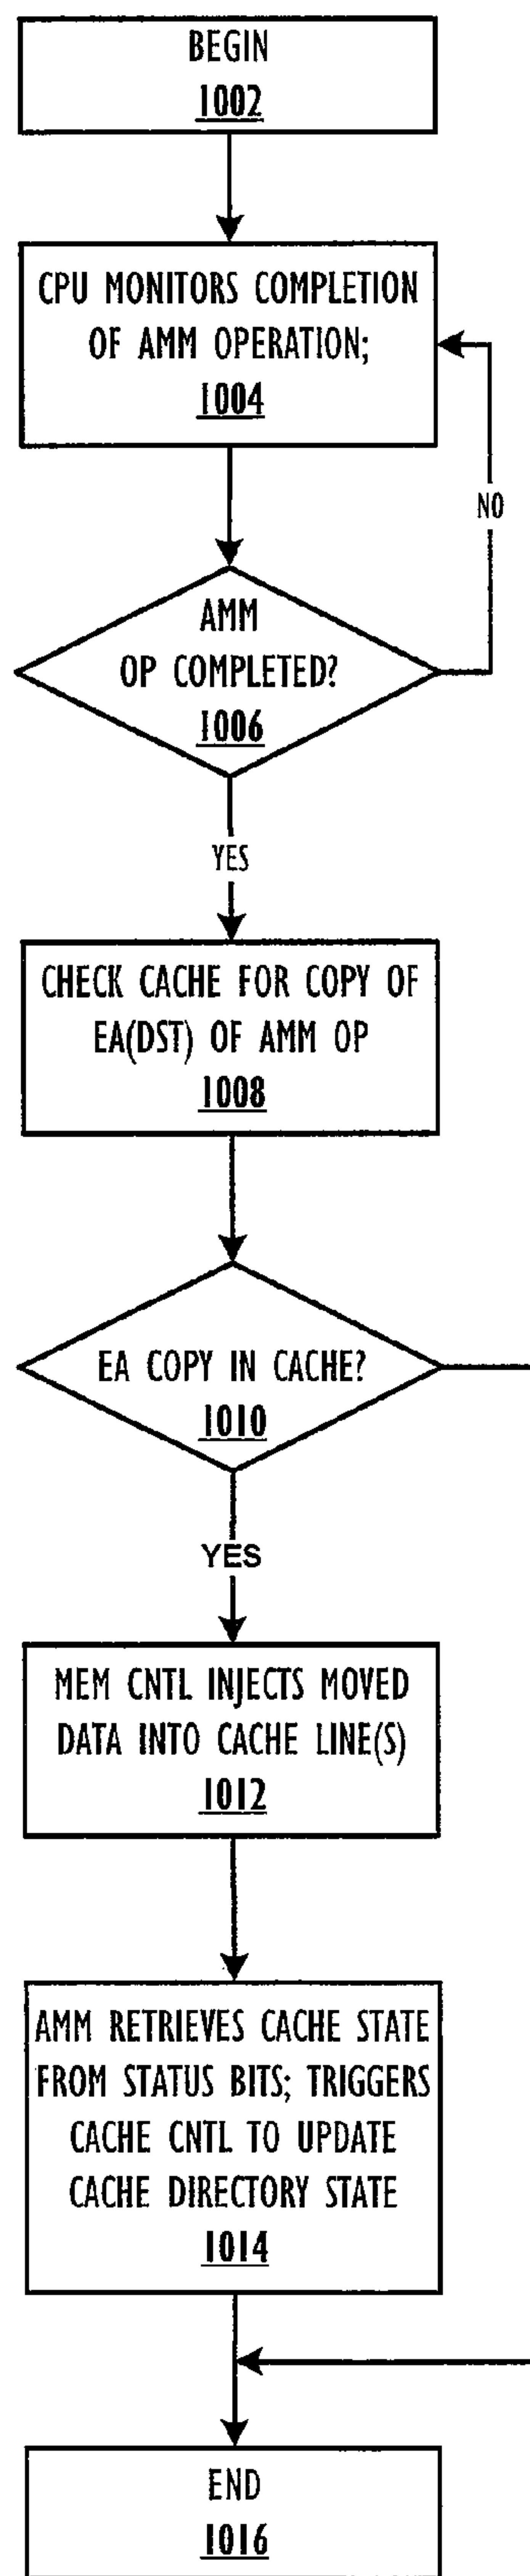 BEGIN
1002
CPU MONITORS COMPLETION
OF AMM OPERATION;
1004
NO
AMM
OP COMPLETED?
1006
YES
CHECK CACHE FOR COPY OF
EA(DST) OF AMM OP
1008
EA COPY IN CACHE?
1010
YES
MEM CNTL INJECTS MOVED
DATA INTO CACHE LINE(S)
1012
AMM RETRIEVES CACHE STATE
FROM STATUS BITS; TRIGGERS
CACHE CNTL TO UPDATE
CACHE DIRECTORY STATE
1014
END
1016